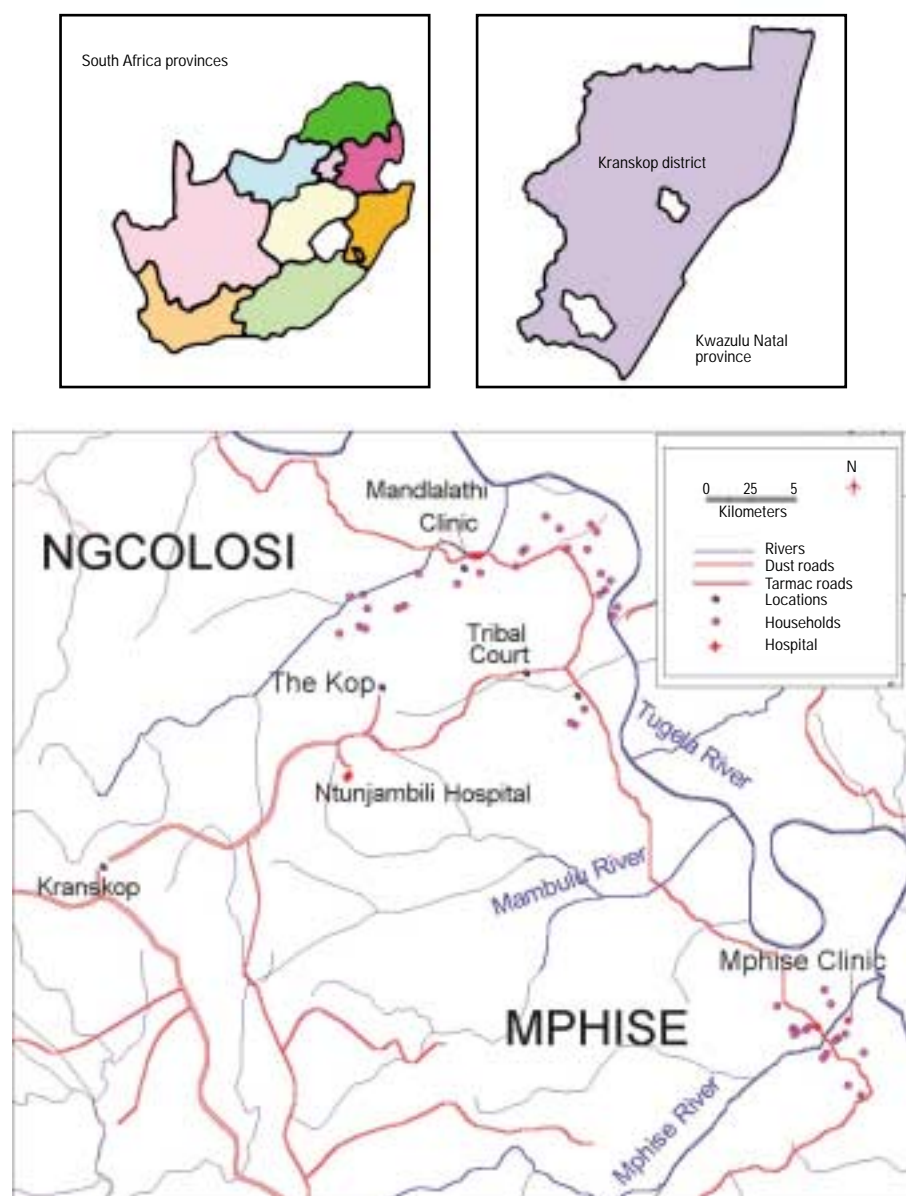 South Africa provinces
Kranskop district
Kwazulu Natal
province
N
0 25 5
Kilometers
Rivers
Dust roads
Tarmac roads
Locations
Households
Hospital
Mandlalathi
Clinic
NGCOLOSI
Tribal
Court
The Kop
Tugela River
Ntunjambili Hospital
Kranskop
Mambulu River
Mphise Clinic
MPHISE
Mphise River